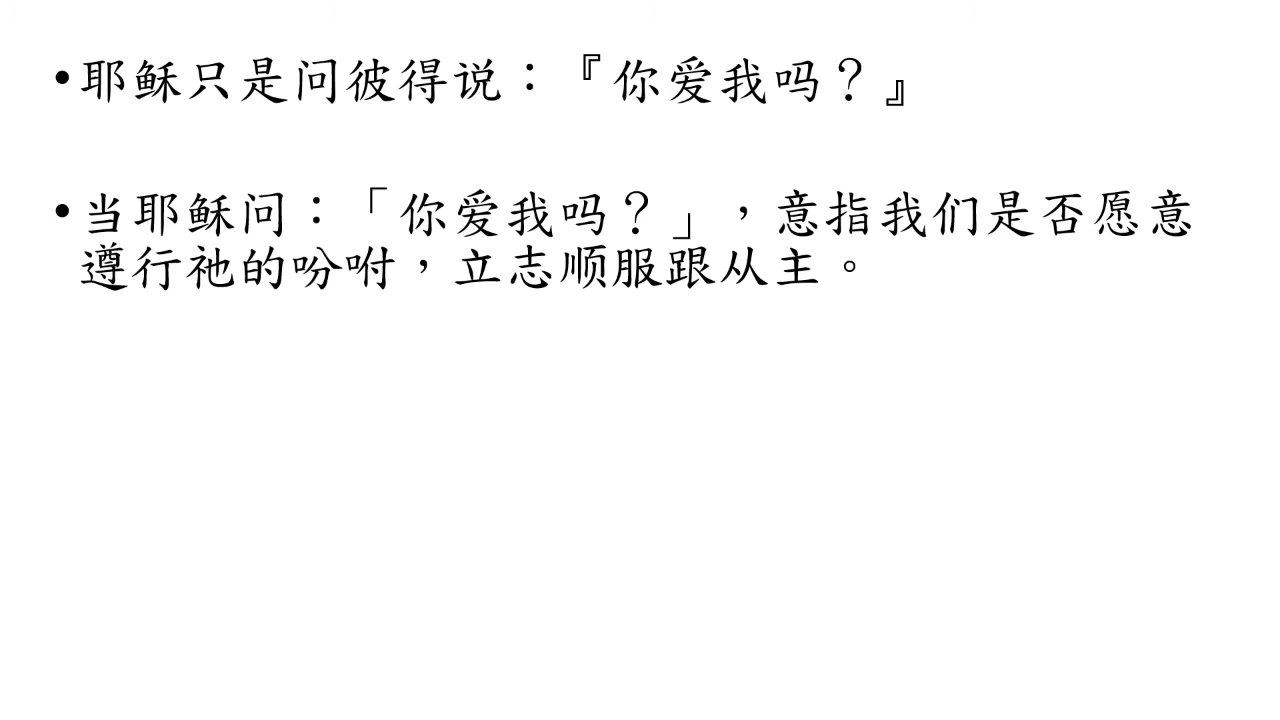 •耶稣只是问彼得说：『你爱我吗？』
•当耶稣问：「你爱我吗？」，意指我们是否愿意
遵行祂的吩咐，立志顺服跟从主。